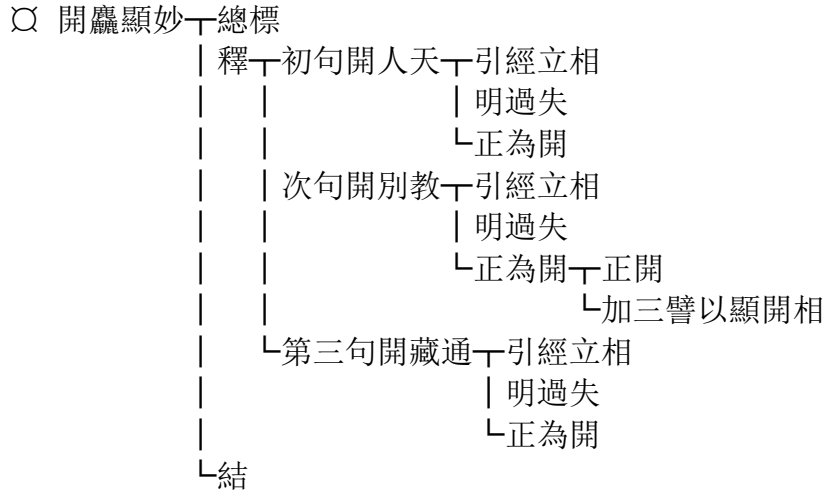 ¤ 開麤顯妙┬總標
│釋┬初句開人天┬引經立相
│ │ │明過失
│ │ └正為開
│ │次句開別教┬引經立相
│ │ │明過失
│ │ └正為開┬正開
│ │ └加三譬以顯開相
│ └第三句開藏通┬引經立相
│ │明過失
│ └正為開
└結